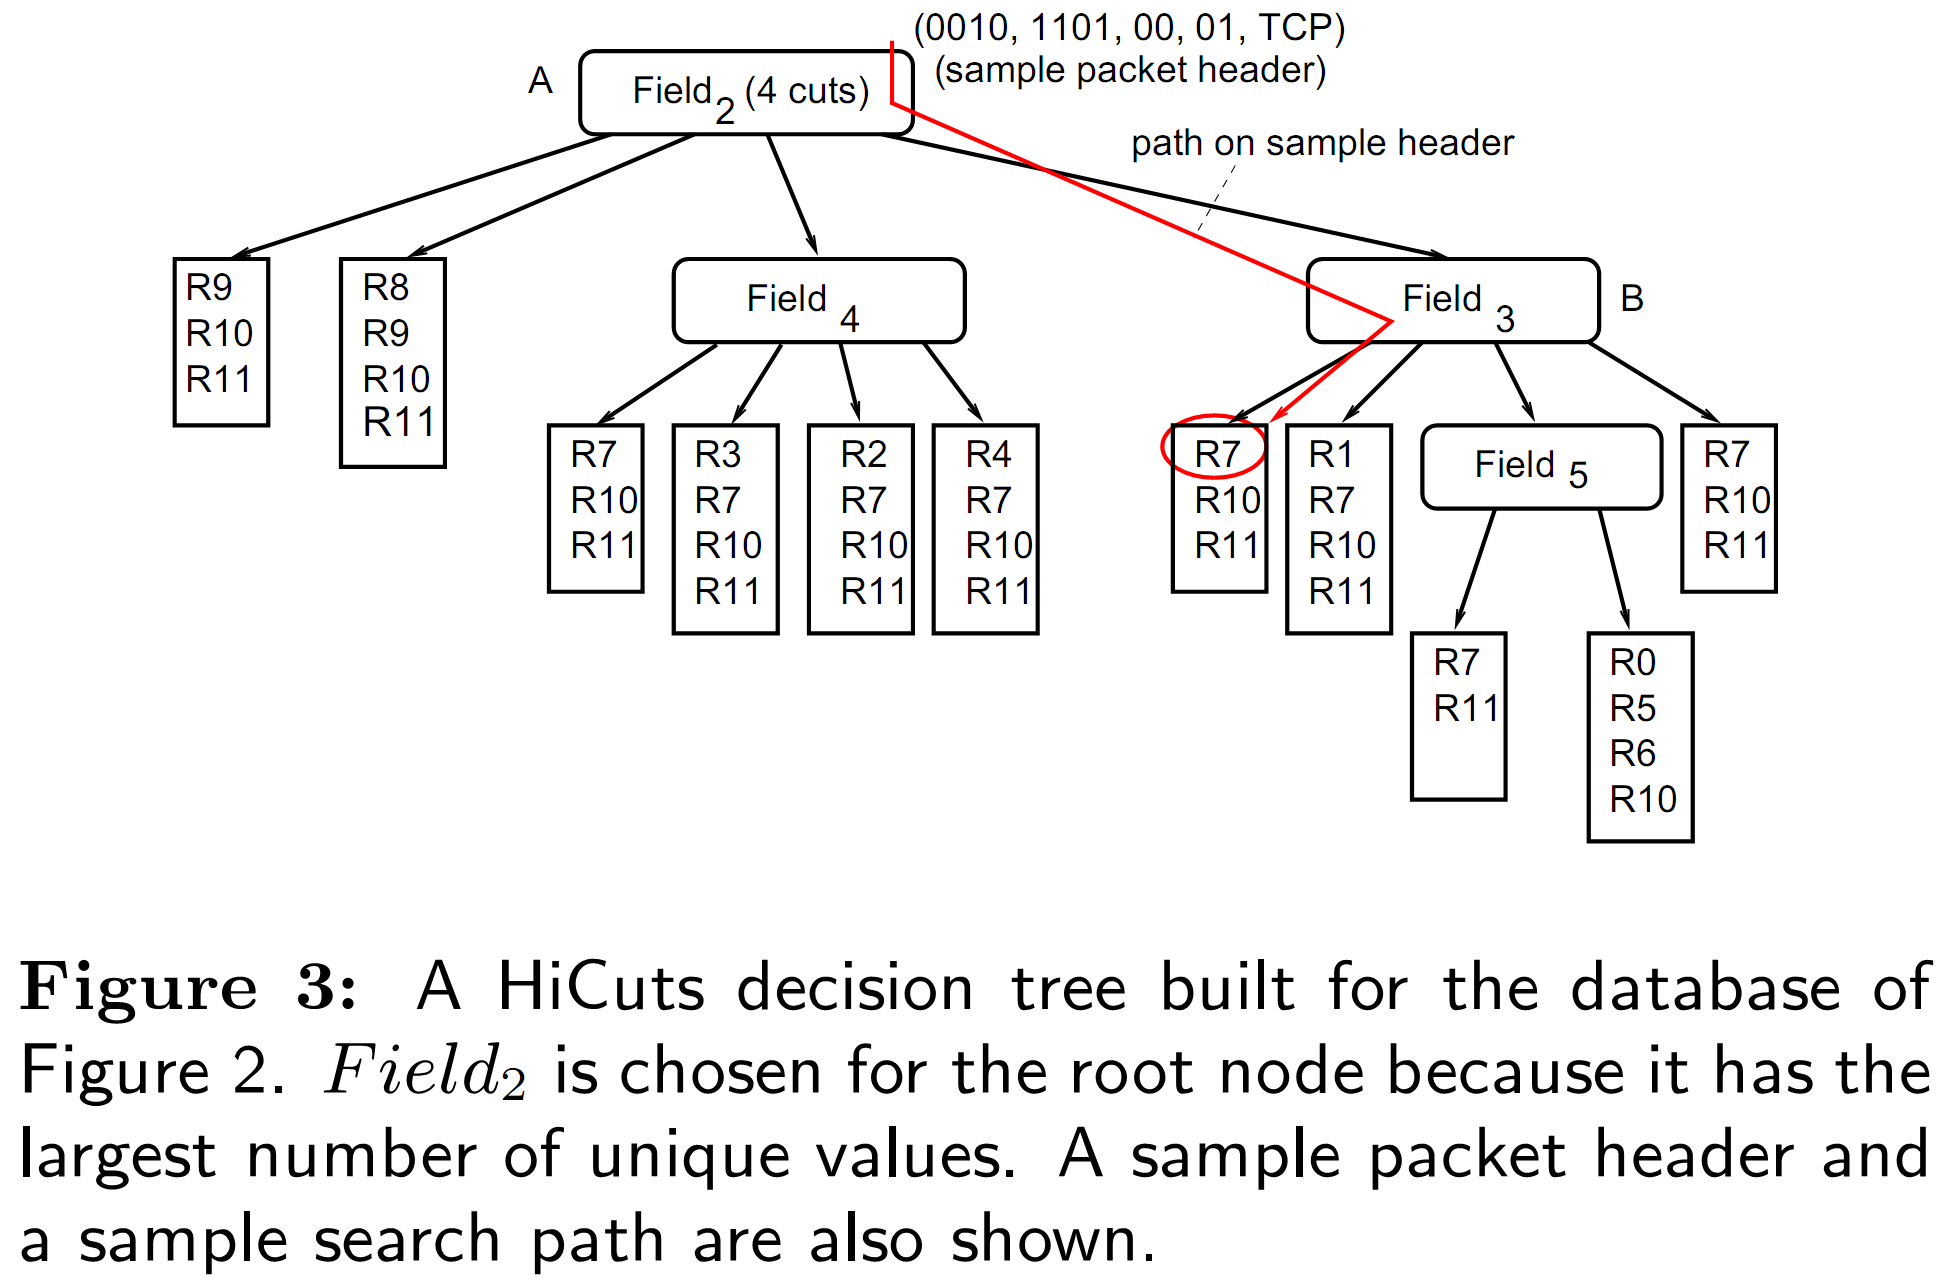 (0010, 1101, 00, 01, TCP)
(sample packet header)
A
Field2 (4 cuts)
path on sample header
R9
R10
R11
R8
R9
R10
R11
Field 4
Field 3
B
R7
R10
R11
R3
R7
R10
R11
R2
R7
R10
R11
R4
R7
R10
R11
R7
R10
R11
R1
R7
R10
R11
Field 5
R7
R10
R11
R7
R11
R0
R5
R6
R10
Figure 3: A HiCuts decision tree built for the database of
Figure 2. Field2 is chosen for the root node because it has the
largest number of unique values. A sample packet header and
a sample search path are also shown.